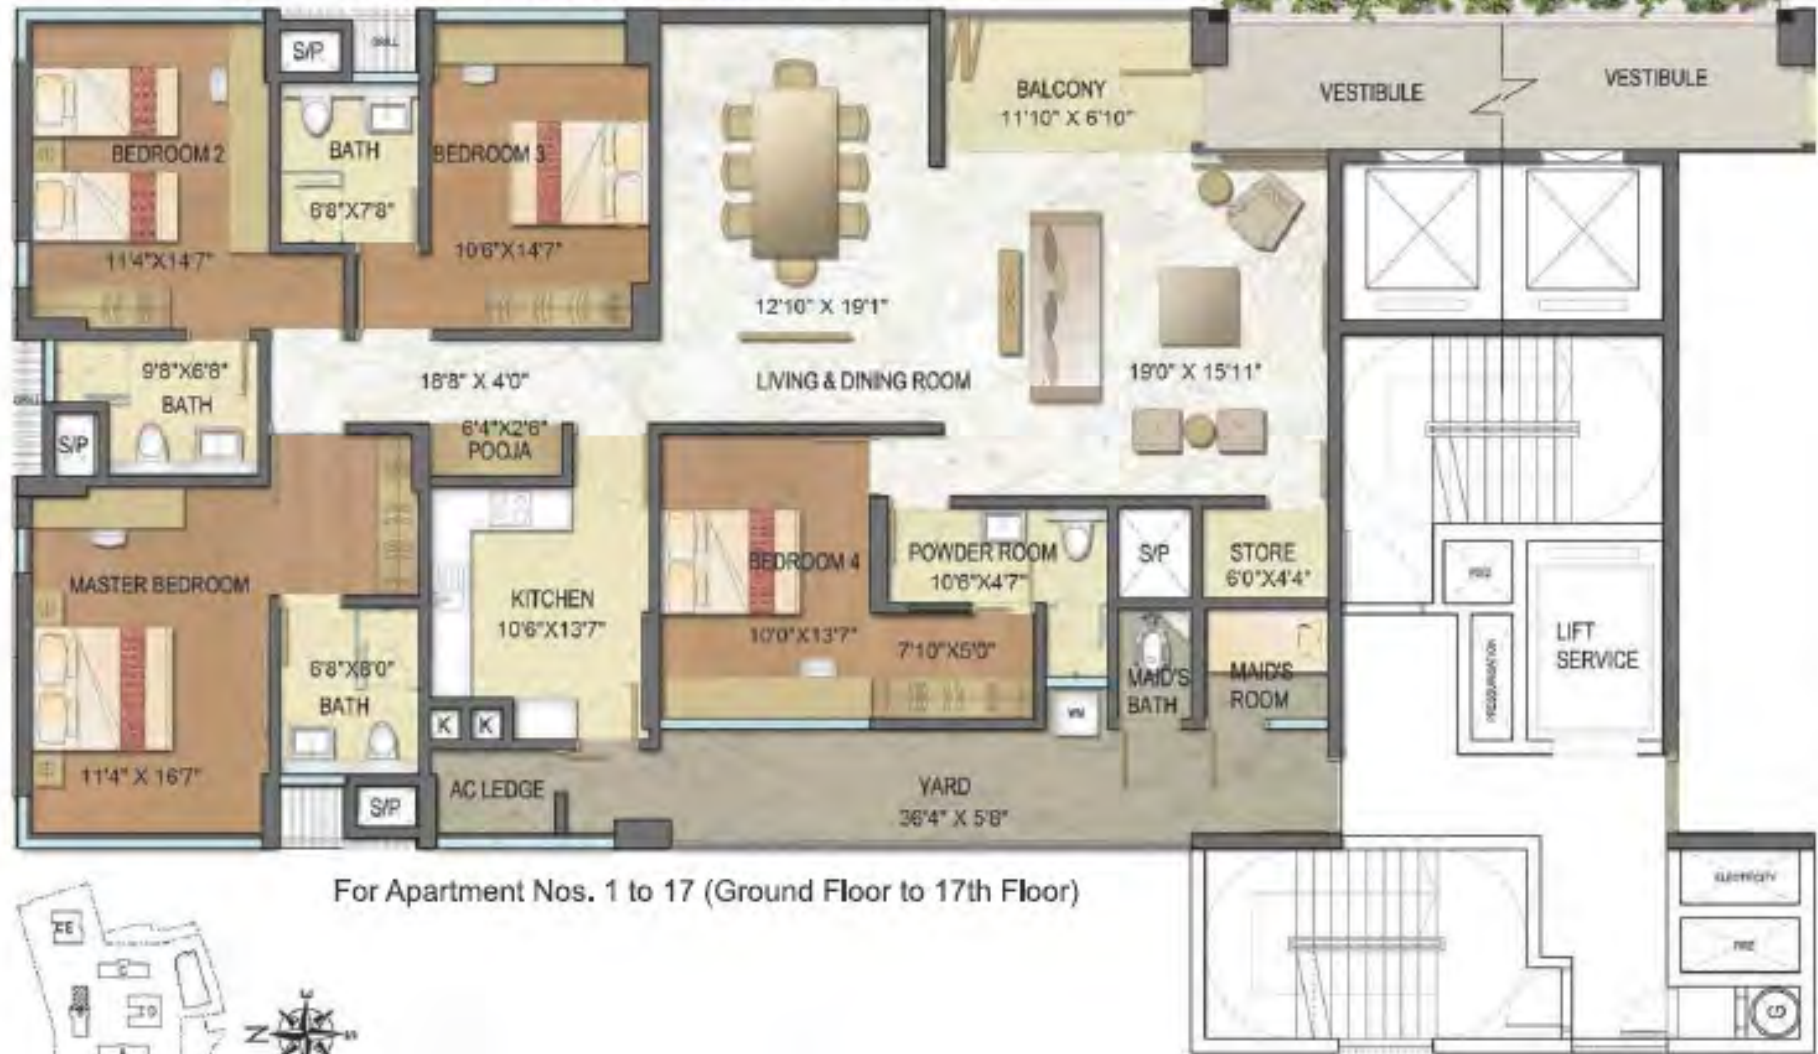 S/P
GRILL
BALCONY
11'10" X 6'10"
VESTIBULE
VESTIBULE
BEDROOM 2
11'4"X14'7"
BATH
6'8"X7'8"
BEDROOM 3
10'6"X14'7"
12'10" X 19'1"
LIVING & DINING ROOM
19'0" X 15'11"
9'8"X6'8"
BATH
S/P
18'8" X 4'0"
6'4"X2'6"
POOJA
MASTER BEDROOM
11'4" X 16'7"
6'8"X8'0"
BATH
S/P
KITCHEN
10'6"X13'7"
K
K
BEDROOM 4
10'0"X13'7"
7'10"X5'0"
POWDER ROOM
10'6"X4'7"
S/P
STORE
6'0"X4'4"
MAID'S
BATH
MAID'S
ROOM
WM
LIFT
SERVICE
PRESSURISATION
AC LEDGE
YARD
36'4" X 5'8"
For Apartment Nos. 1 to 17 (Ground Floor to 17th Floor)
ELECTRICITY
FIRE
G
N
E
S